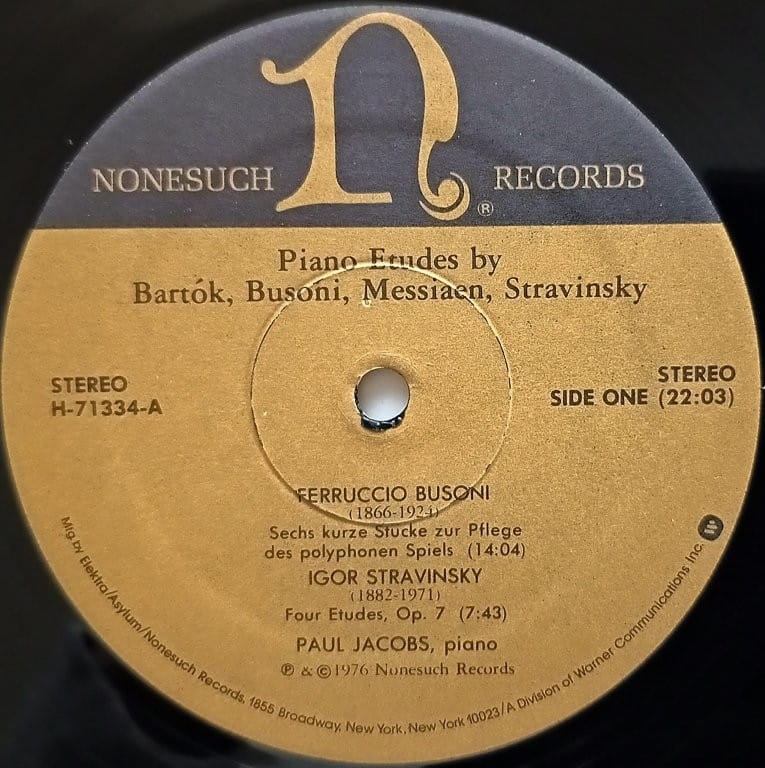 n
NONESUCH RECORDS®
Piano Etudes by
Bartók, Busoni, Messiaen, Stravinsky
STEREO
H-71334-A
STEREO
SIDE ONE (22:03)
FERRUCCIO BUSONI
(1866-1924)
Sechs kurze Stucke zur Pflege
des polyphonen Spiels (14:04)
IGOR STRAVINSKY
(1882-1971)
Four Etudes, Op. 7 (7:43)
PAUL JACOBS, piano
℗ & © 1976 Nonesuch Records
Mfg. by Elektra/Asylum/Nonesuch Records, 1855 Broadway, New York, New York 10023/A Division of Warner Communications Inc.